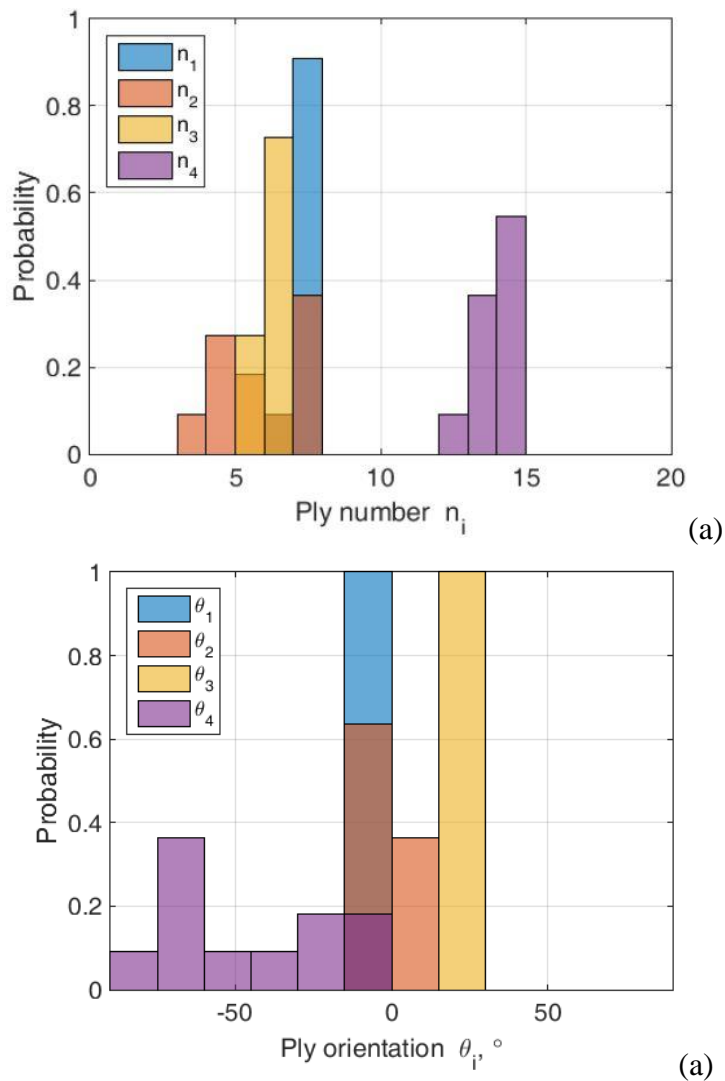 1
0.8
0.6
0.4
0.2
0
Probability
n₁
n₂
n₃
n₄
0 5 10 15 20
Ply number nᵢ
(a)
1
0.8
0.6
0.4
0.2
0
Probability
θ₁
θ₂
θ₃
θ₄
-50 0 50
Ply orientation θᵢ, °
(a)